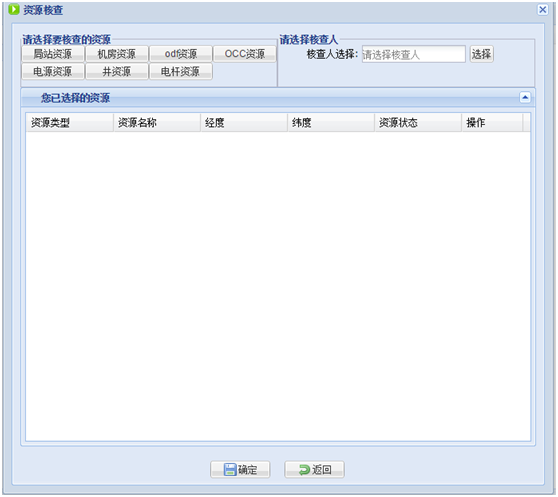 资源核查
请选择要核查的资源
局站资源 机房资源 odf资源 OCC资源
电源资源 井资源 电杆资源
请选择核查人
核查人选择: 请选择核查人 选择
您已选择的资源
资源类型 资源名称 经度 纬度 资源状态 操作
确定 返回